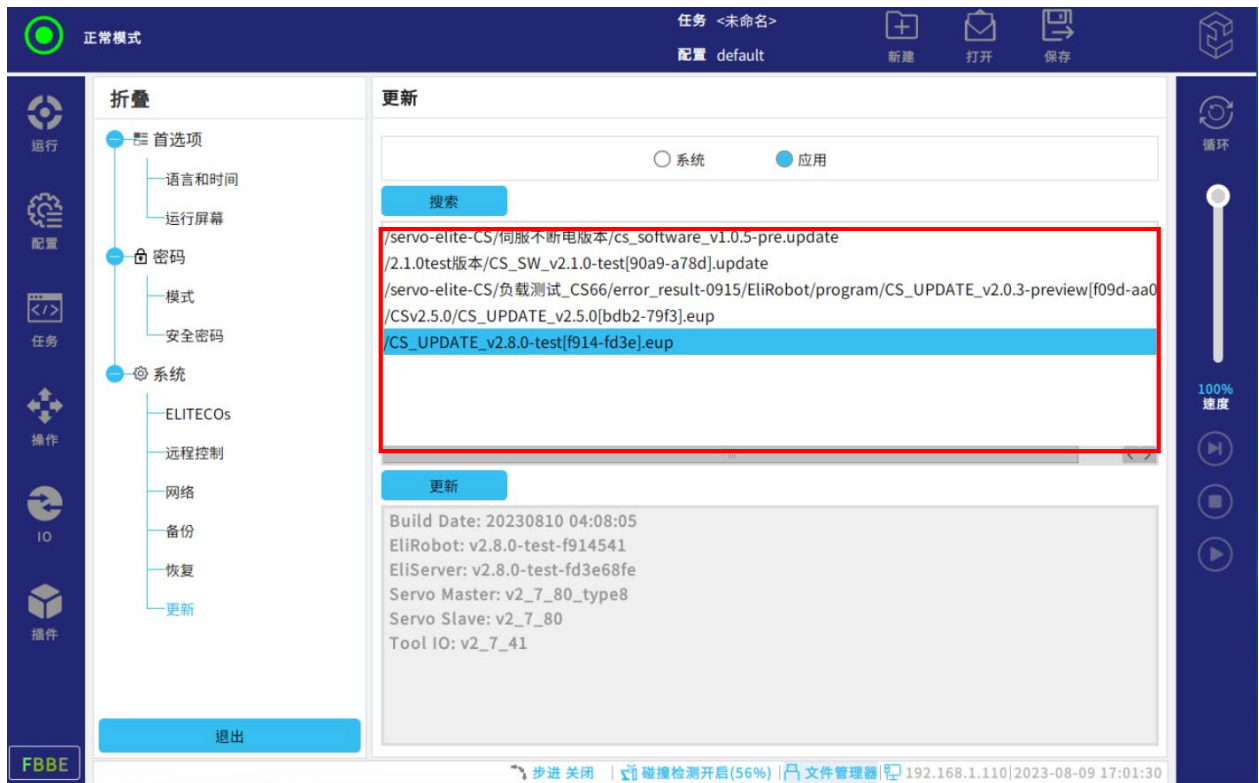 正常模式
任务 <未命名>
配置 default
新建
打开
保存
运行
配置
任务
操作
IO
插件
FBBE
折叠
首选项
语言和时间
运行屏幕
密码
模式
安全密码
系统
ELITECOs
远程控制
网络
备份
恢复
更新
退出
更新
系统
应用
搜索
/servo-elite-CS/伺服不断电版本/cs_software_v1.0.5-pre.update
/2.1.0test版本/CS_SW_v2.1.0-test[90a9-a78d].update
/servo-elite-CS/负载测试_CS66/error_result-0915/EliRobot/program/CS_UPDATE_v2.0.3-preview[f09d-aa0
/CSv2.5.0/CS_UPDATE_v2.5.0[bdb2-79f3].eup
/CS_UPDATE_v2.8.0-test[f914-fd3e].eup
更新
Build Date: 20230810 04:08:05
EliRobot: v2.8.0-test-f914541
EliServer: v2.8.0-test-fd3e68fe
Servo Master: v2_7_80_type8
Servo Slave: v2_7_80
Tool IO: v2_7_41
循环
100%
速度
步进 关闭
碰撞检测开启(56%)
文件管理器
192.168.1.110
2023-08-09 17:01:30